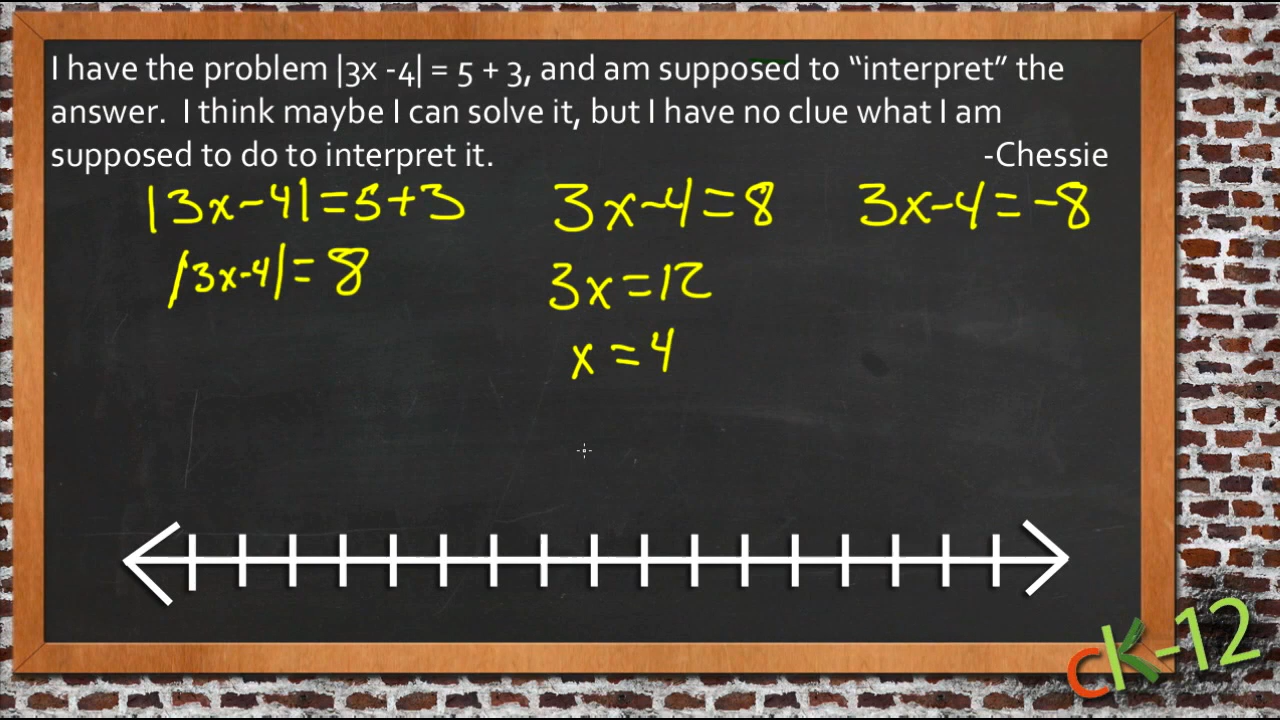 I have the problem |3x -4| = 5 + 3, and am supposed to “interpret” the
answer.  I think maybe I can solve it, but I have no clue what I am
supposed to do to interpret it.
-Chessie
|3x-4|=5+3
3x-4=8
3x-4=-8
|3x-4|=8
3x=12
x=4
CK-12